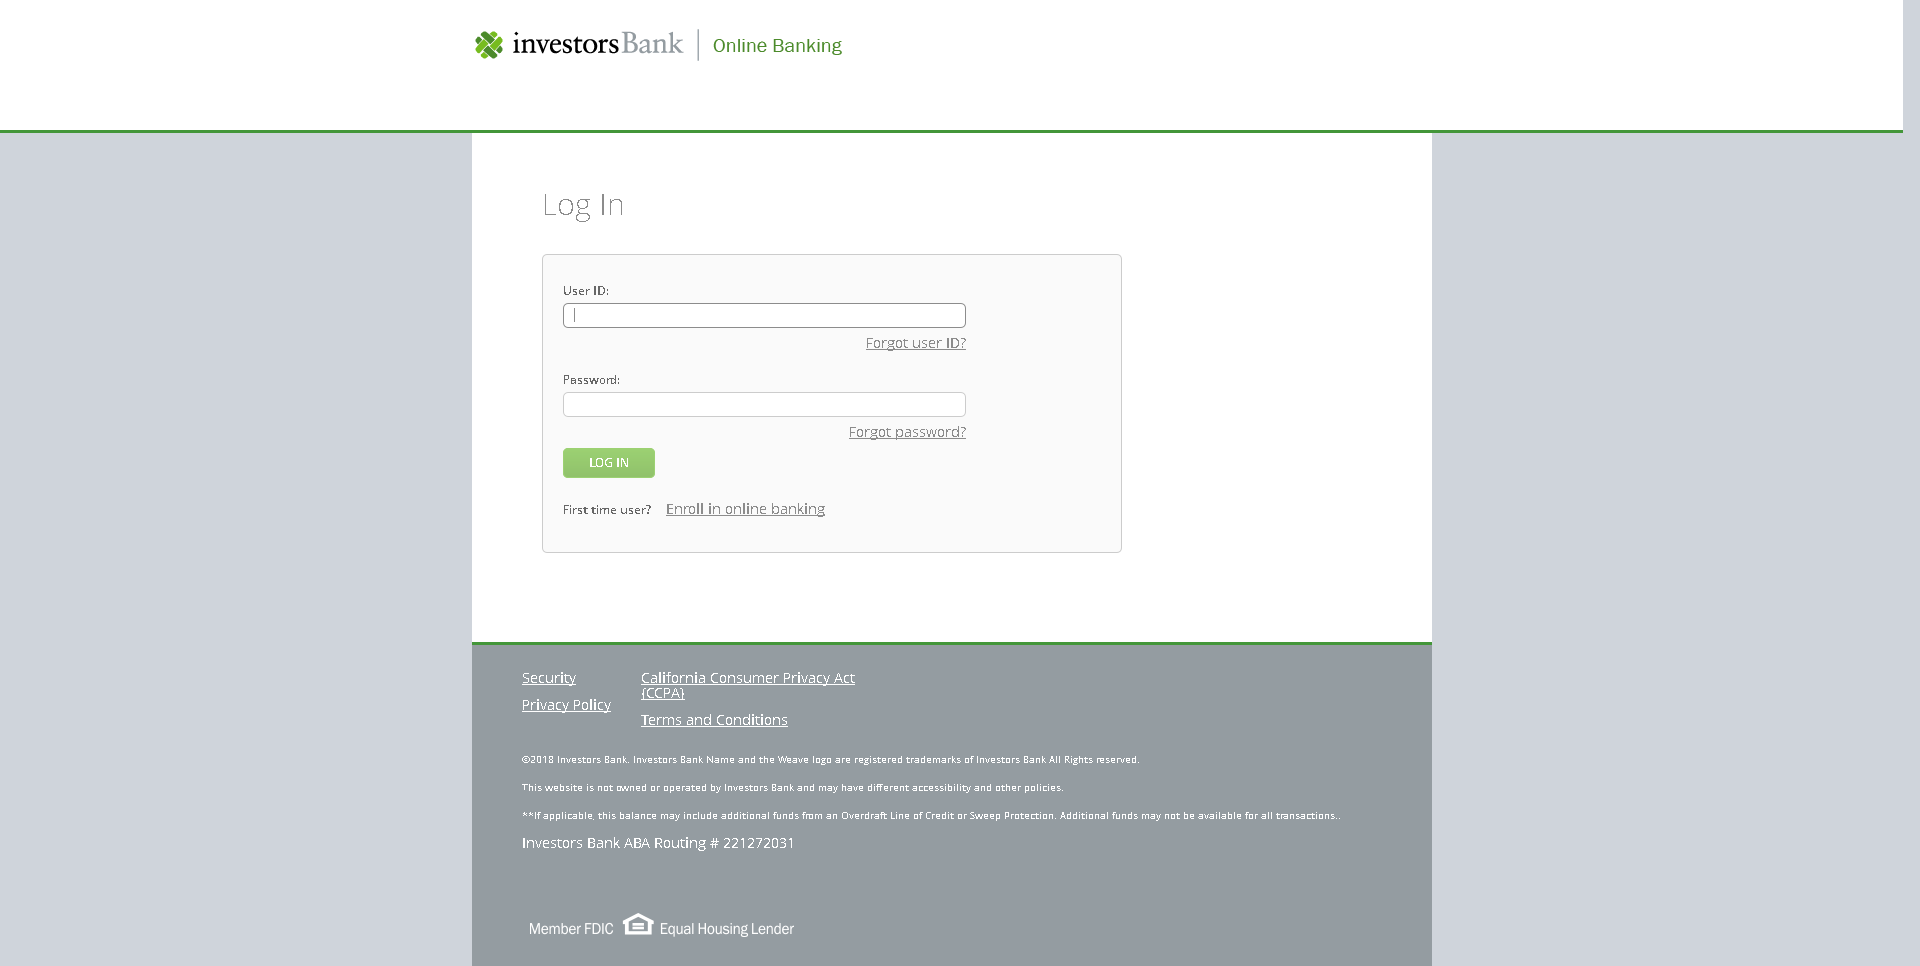 investorsBank | Online Banking
Log In
User ID:
Forgot user ID?
Password:
Forgot password?
LOG IN
First time user? Enroll in online banking
Security
Privacy Policy
California Consumer Privacy Act
(CCPA)
Terms and Conditions
©2018 Investors Bank. Investors Bank Name and the Weave logo are registered trademarks of Investors Bank All Rights reserved.
This website is not owned or operated by Investors Bank and may have different accessibility and other policies.
**If applicable, this balance may include additional funds from an Overdraft Line of Credit or Sweep Protection. Additional funds may not be available for all transactions..
Investors Bank ABA Routing # 221272031
Member FDIC Equal Housing Lender